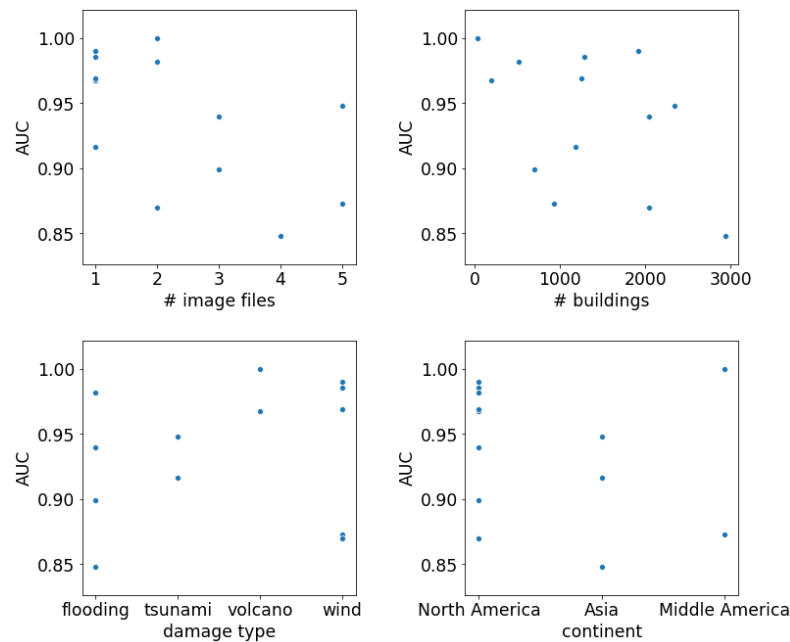 1.00
0.95
0.90
0.85
AUC
1 2 3 4 5
# image files
1.00
0.95
0.90
0.85
AUC
0 1000 2000 3000
# buildings
1.00
0.95
0.90
0.85
AUC
flooding tsunami volcano wind
damage type
1.00
0.95
0.90
0.85
AUC
North America Asia Middle America
continent